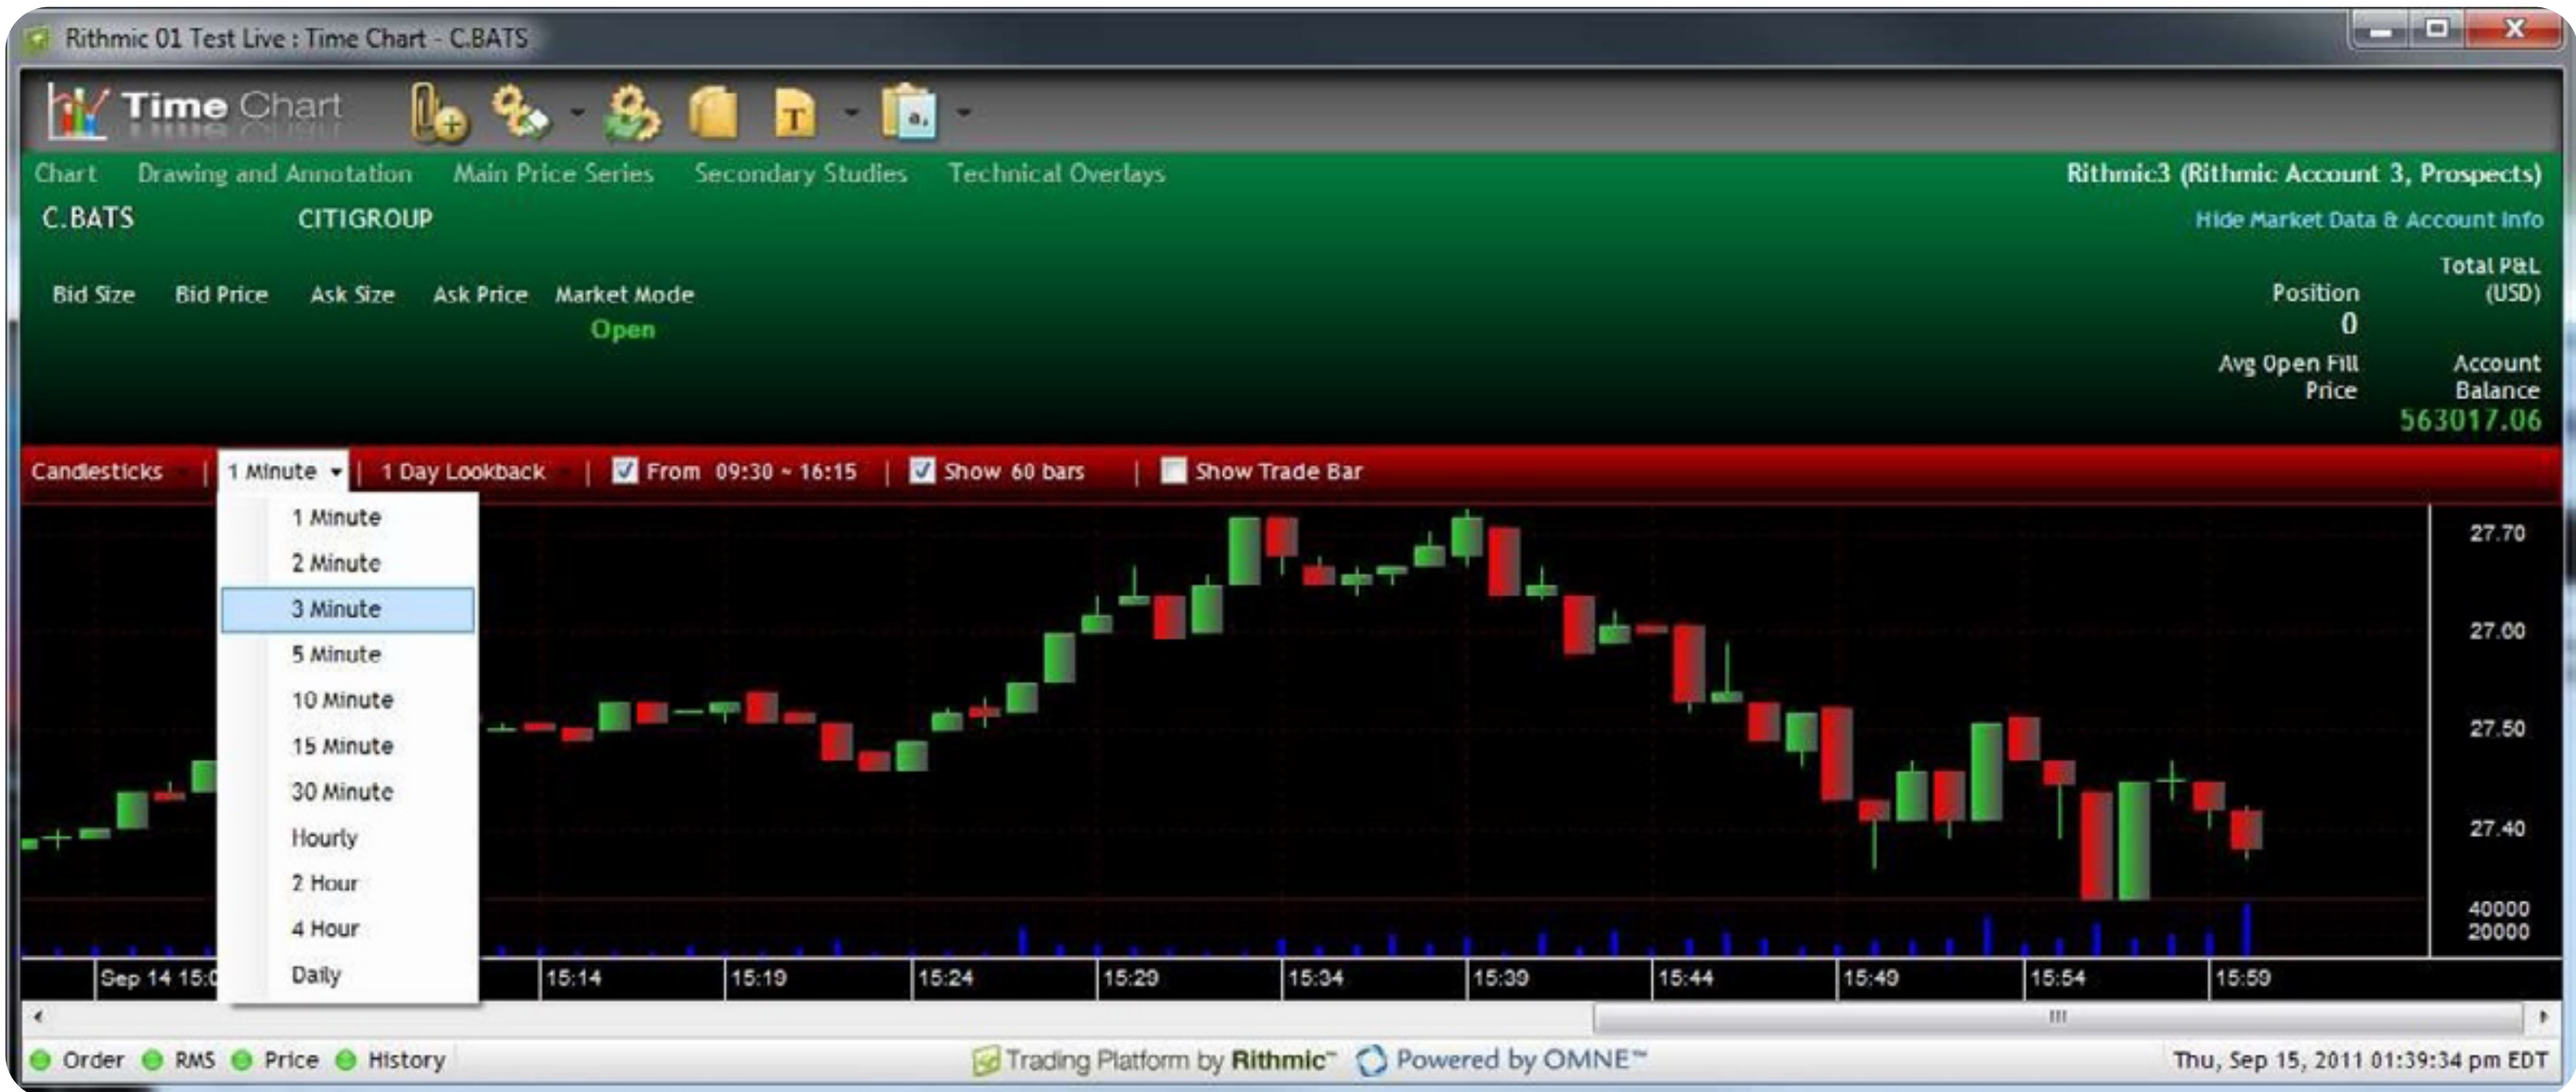 Rithmic 01 Test Live : Time Chart - C.BATS
Time Chart
T
a,
Chart Drawing and Annotation Main Price Series Secondary Studies Technical Overlays Rithmic3 (Rithmic Account 3, Prospects)
C.BATS CITIGROUP Hide Market Data & Account Info
Total P&L
Bid Size Bid Price Ask Size Ask Price Market Mode Position (USD)
Open 0
Avg Open Fill Account
Price Balance
563017.06
Candlesticks | 1 Minute | 1 Day Lookback | From 09:30 ~ 16:15 | Show 60 bars | Show Trade Bar
1 Minute
2 Minute
3 Minute
5 Minute
10 Minute
15 Minute
30 Minute
Hourly
2 Hour
4 Hour
Daily
27.70
27.60
27.50
27.40
40000
20000
Sep 14 15:0 15:14 15:19 15:24 15:29 15:34 15:39 15:44 15:49 15:54 15:59
Order RMS Price History Trading Platform by Rithmic™ Powered by OMNE™ Thu, Sep 15, 2011 01:39:34 pm EDT